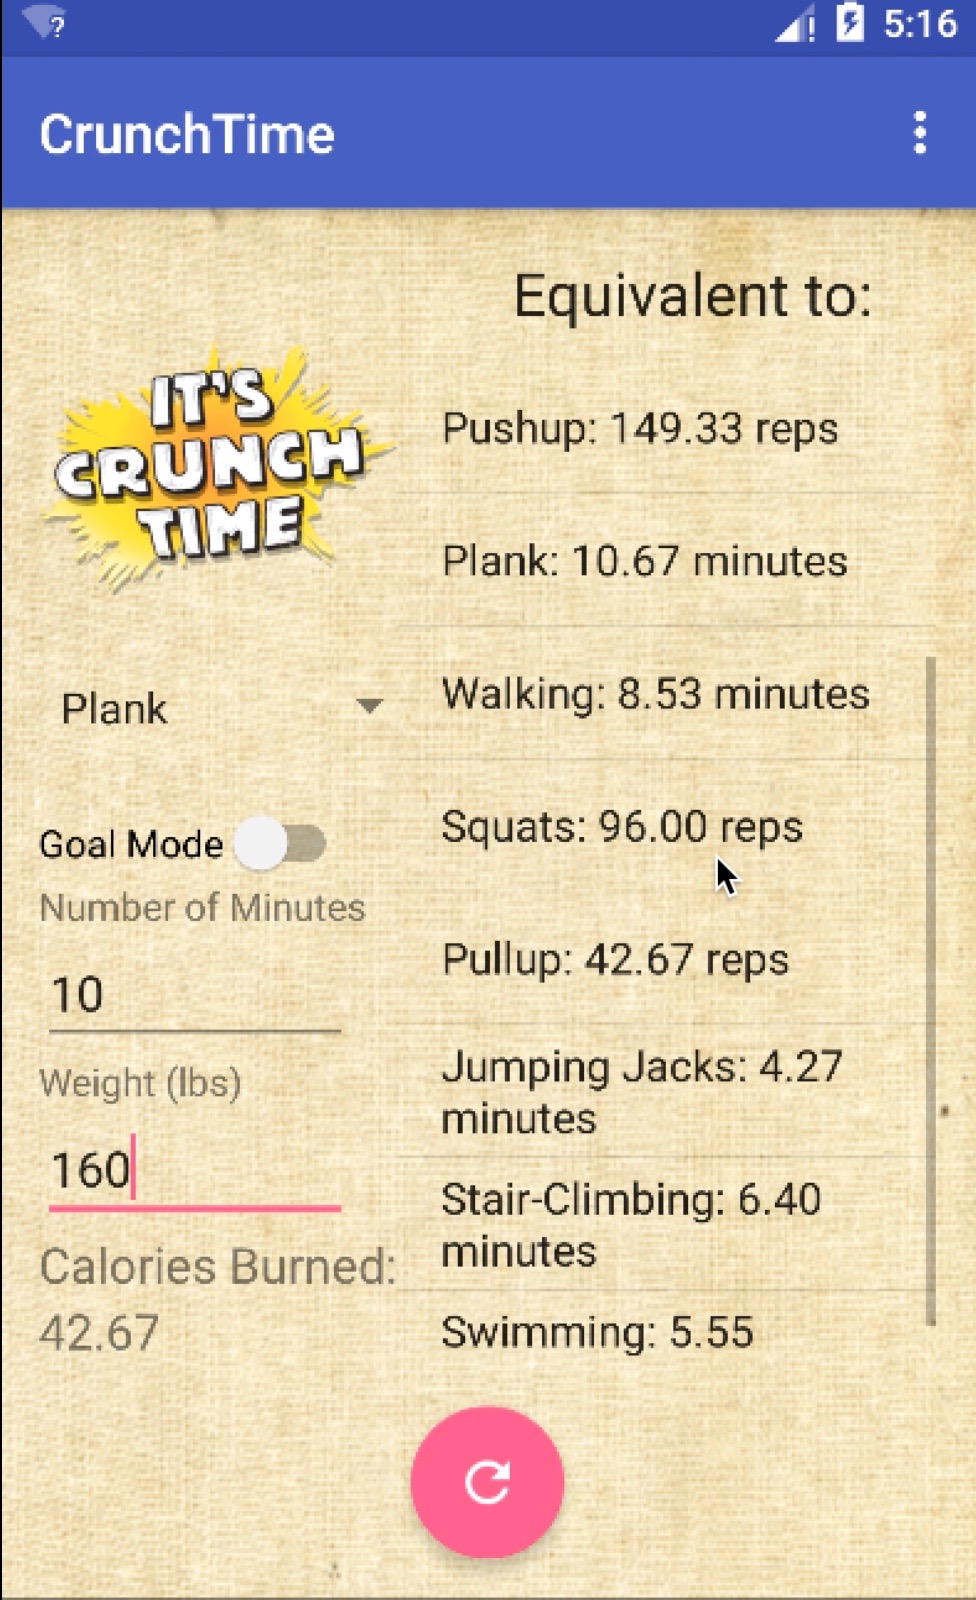 ?
! 5:16
CrunchTime
Equivalent to:
IT'S
CRUNCH
TIME
Pushup: 149.33 reps
Plank: 10.67 minutes
Walking: 8.53 minutes
Squats: 96.00 reps
Pullup: 42.67 reps
Jumping Jacks: 4.27
minutes
Stair-Climbing: 6.40
minutes
Swimming: 5.55
Plank
Goal Mode
Number of Minutes
10
Weight (lbs)
160
Calories Burned:
42.67